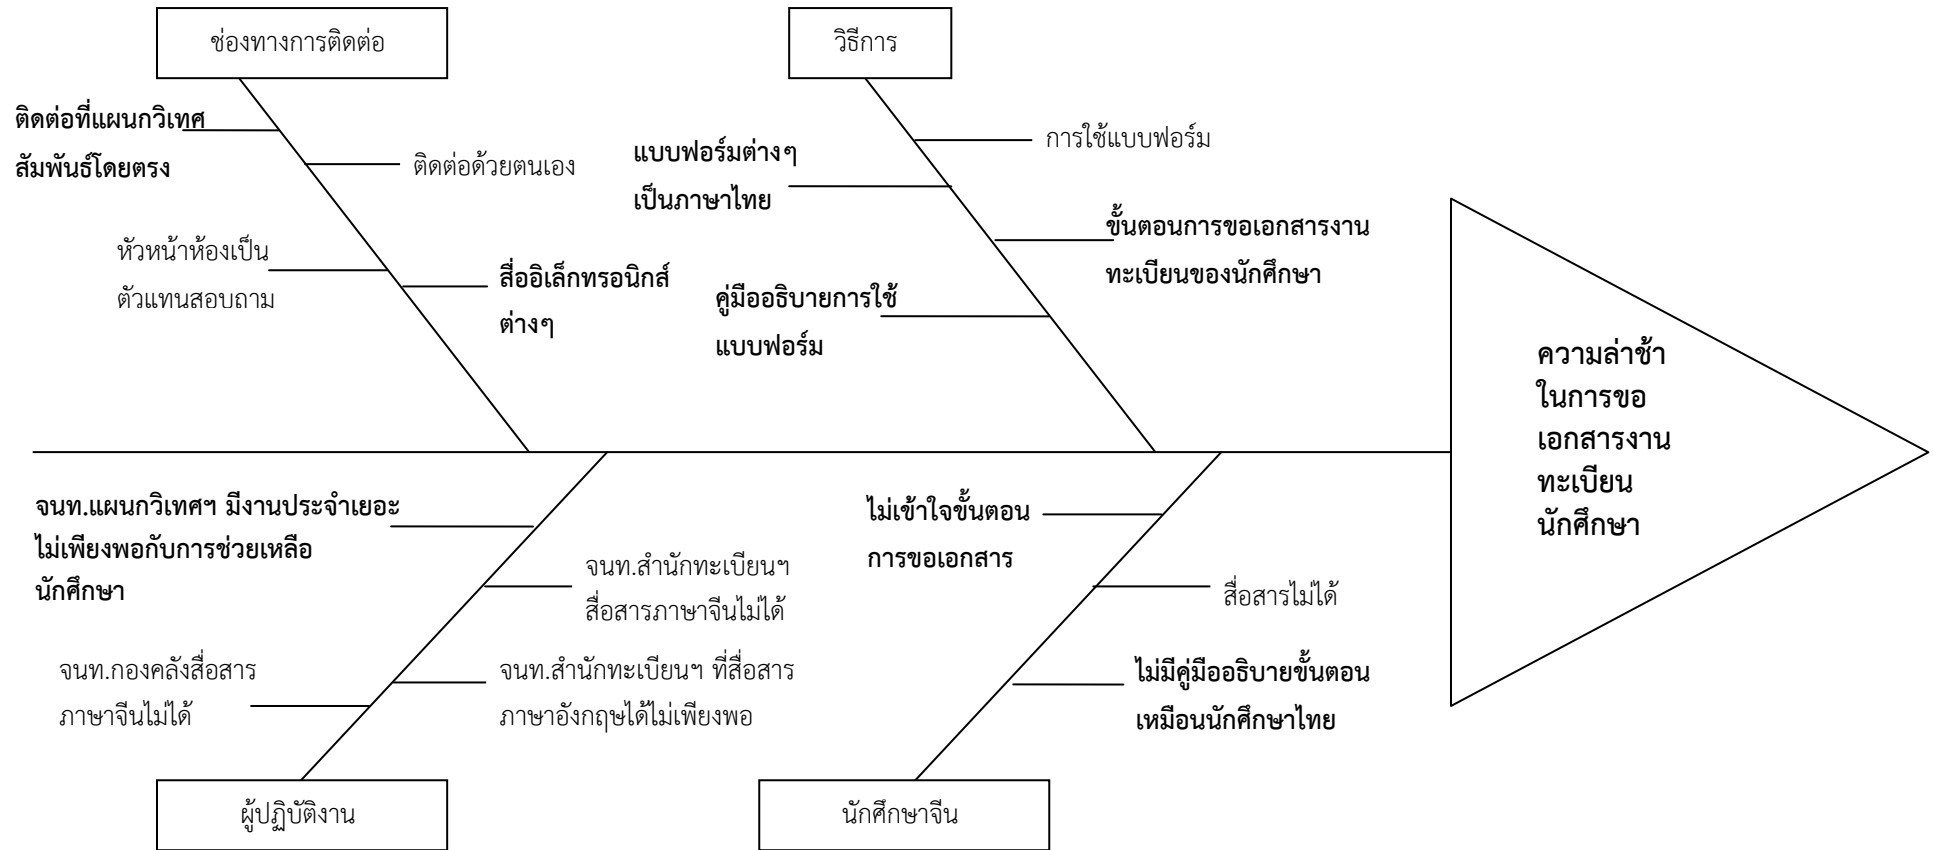 ช่องทางการติดต่อ
วิธีการ
ติดต่อที่แผนกวิเทศ
สัมพันธ์โดยตรง
ติดต่อด้วยตนเอง
หัวหน้าห้องเป็น
ตัวแทนสอบถาม
สื่ออิเล็กทรอนิกส์
ต่างๆ
แบบฟอร์มต่างๆ
เป็นภาษาไทย
การใช้แบบฟอร์ม
ขั้นตอนการขอเอกสารงาน
ทะเบียนของนักศึกษา
คู่มืออธิบายการใช้
แบบฟอร์ม
ความล่าช้า
ในการขอ
เอกสารงาน
ทะเบียน
นักศึกษา
จนท.แผนกวิเทศฯ มีงานประจำเยอะ
ไม่เพียงพอกับการช่วยเหลือ
นักศึกษา
จนท.สำนักทะเบียนฯ
สื่อสารภาษาจีนไม่ได้
จนท.กองคลังสื่อสาร
ภาษาจีนไม่ได้
จนท.สำนักทะเบียนฯ ที่สื่อสาร
ภาษาอังกฤษได้ไม่เพียงพอ
ไม่เข้าใจขั้นตอน
การขอเอกสาร
สื่อสารไม่ได้
ไม่มีคู่มืออธิบายขั้นตอน
เหมือนนักศึกษาไทย
ผู้ปฏิบัติงาน
นักศึกษาจีน